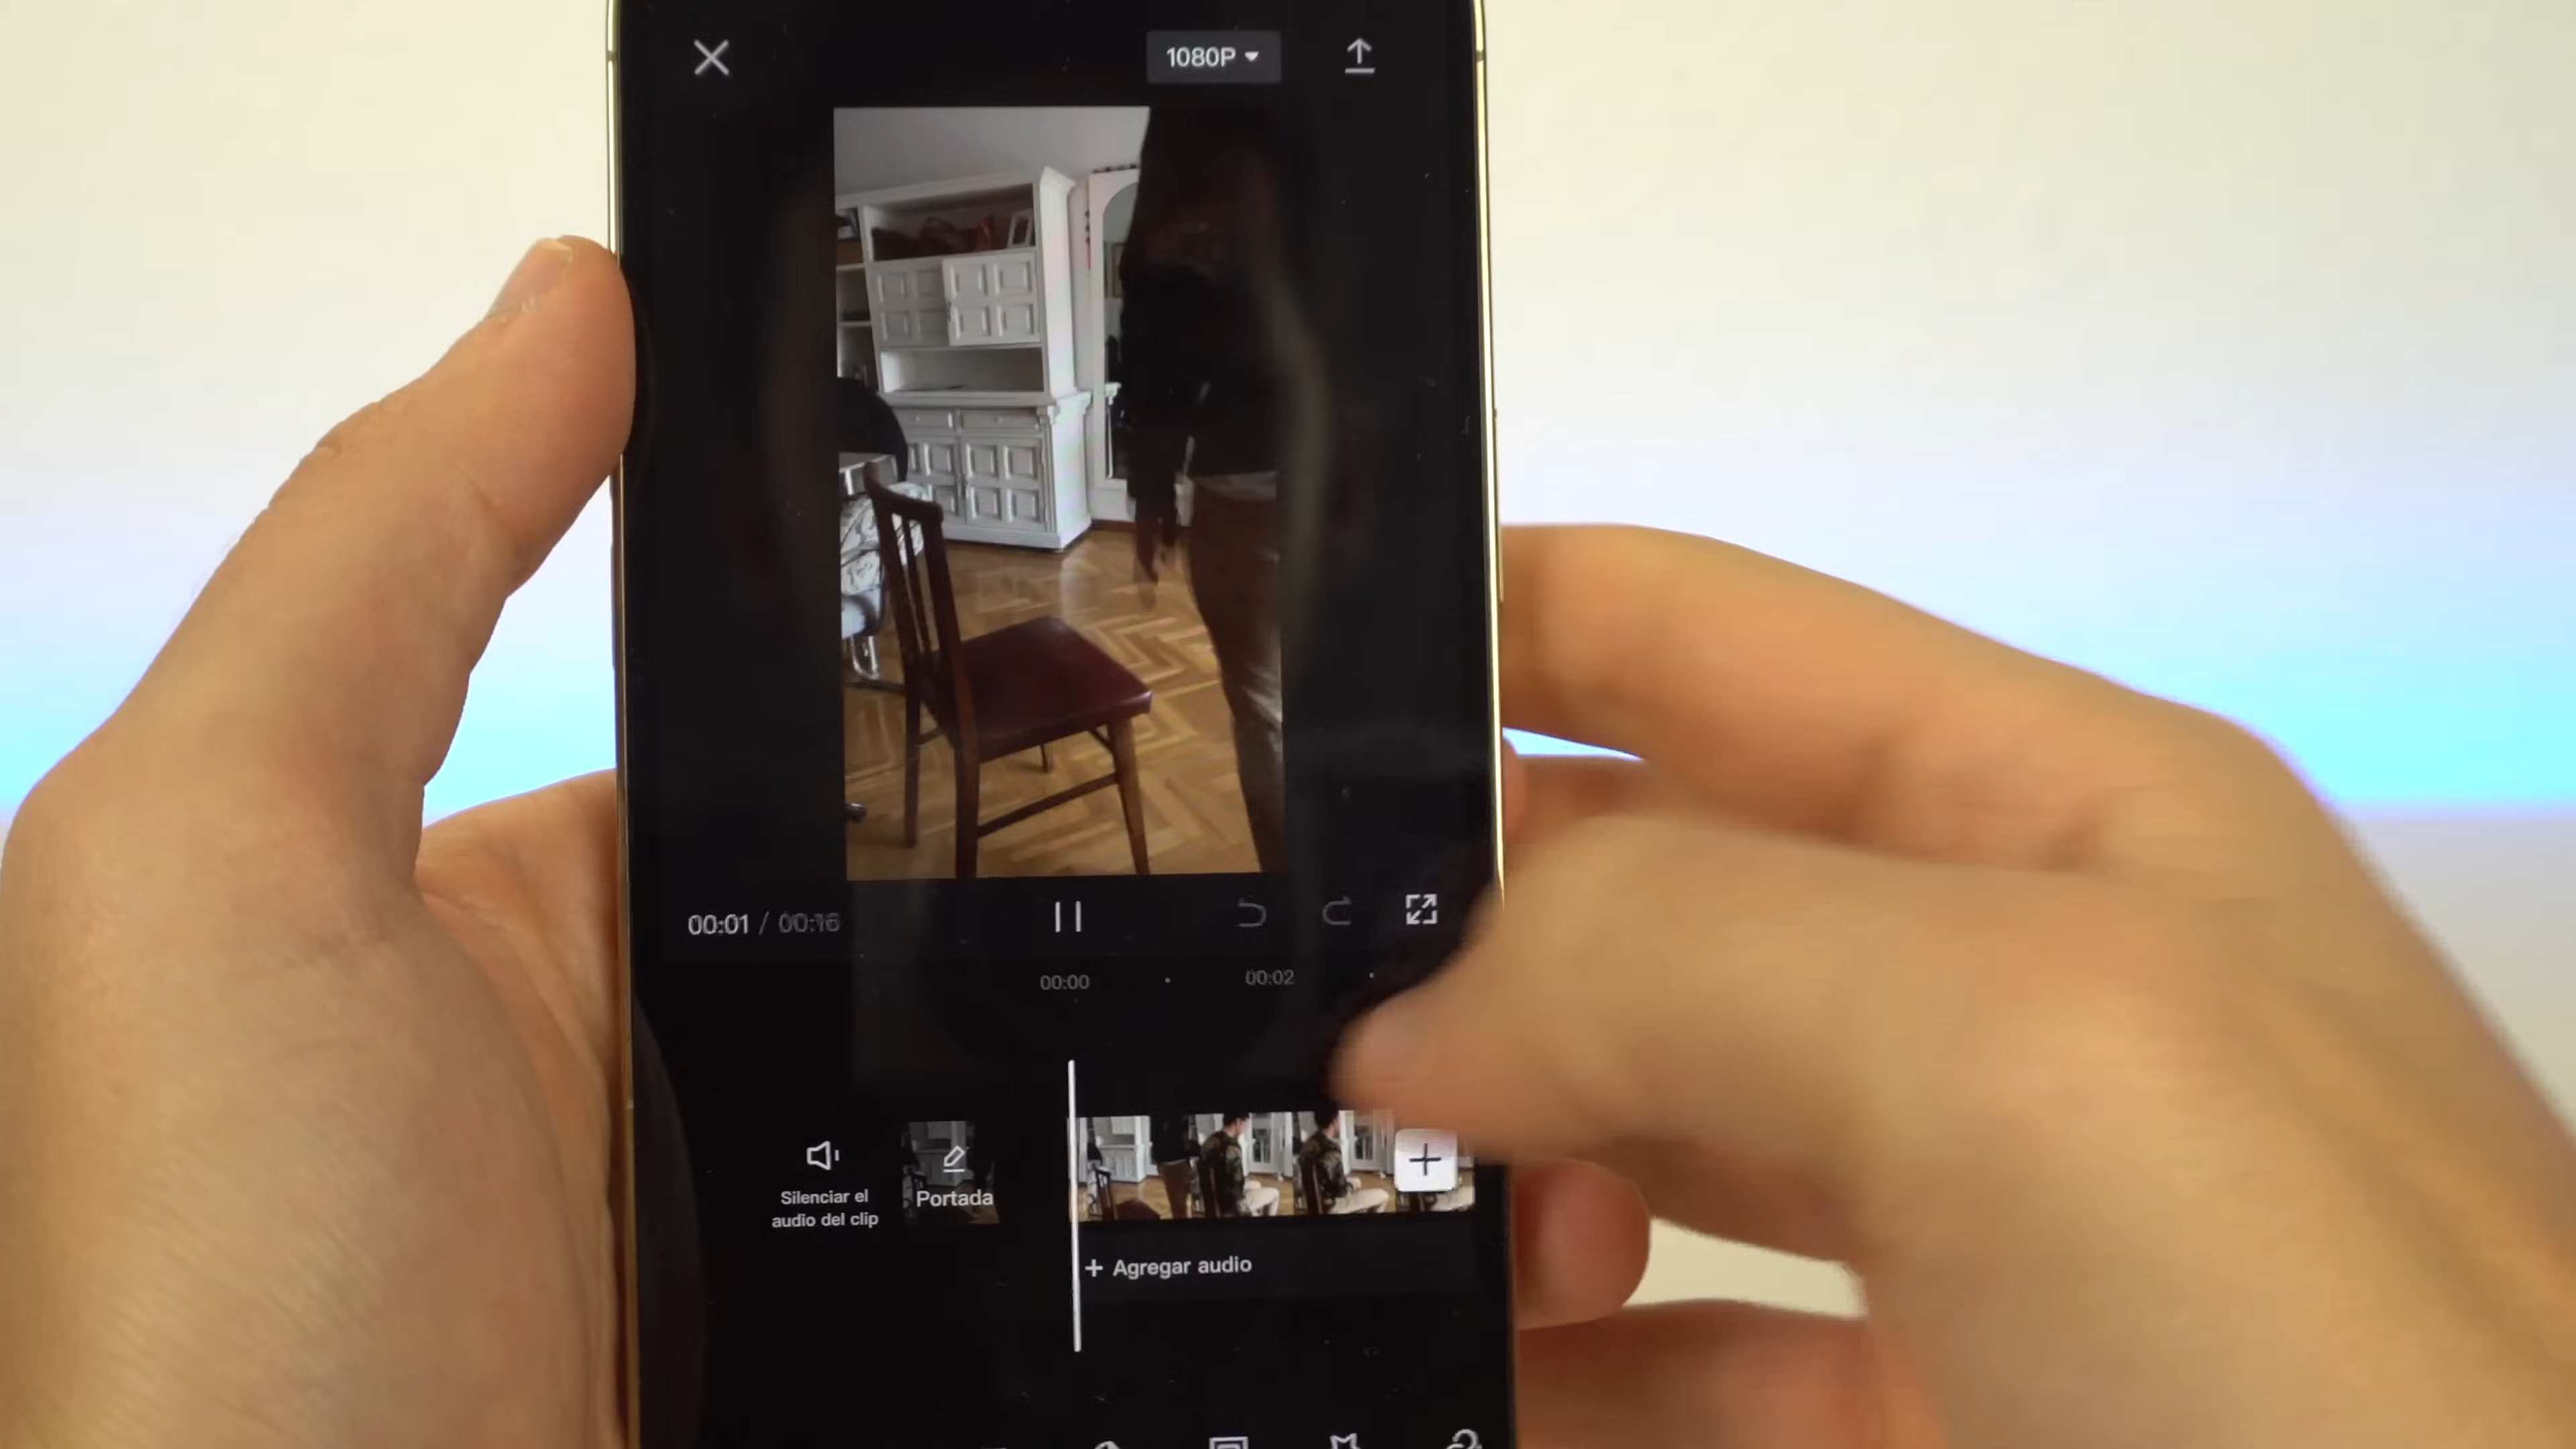 1080P
00:01 / 00:16
00:00
00:02
Silenciar el
audio del clip
Portada
+ Agregar audio